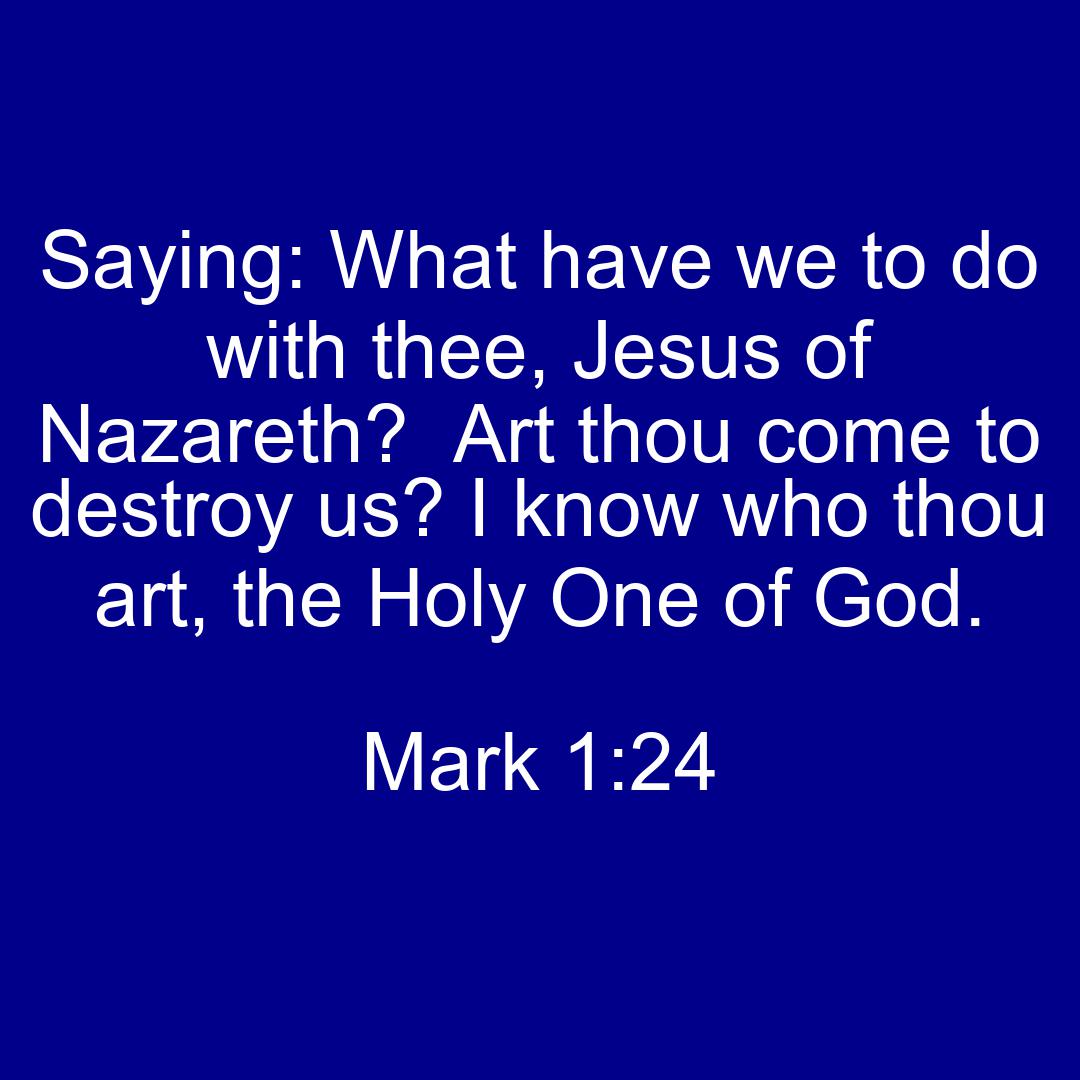 Saying: What have we to do
with thee, Jesus of
Nazareth?  Art thou come to
destroy us? I know who thou
art, the Holy One of God.
Mark 1:24